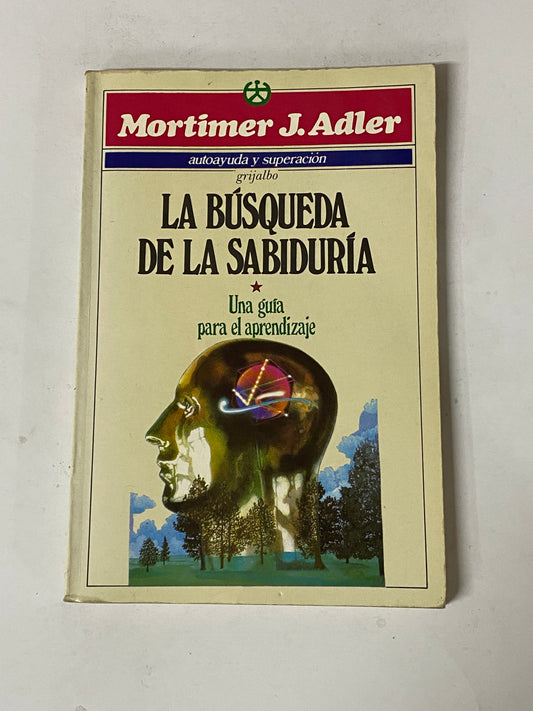 Mortimer J. Adler
autoayuda y superación
grijalbo
LA BÚSQUEDA
DE LA SABIDURÍA
Una guía
para el aprendizaje